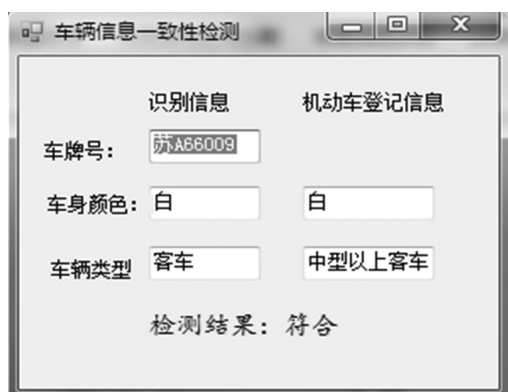 车辆信息一致性检测
识别信息 机动车登记信息
车牌号： 苏A66009
车身颜色： 白 白
车辆类型 客车 中型以上客车
检测结果：符合